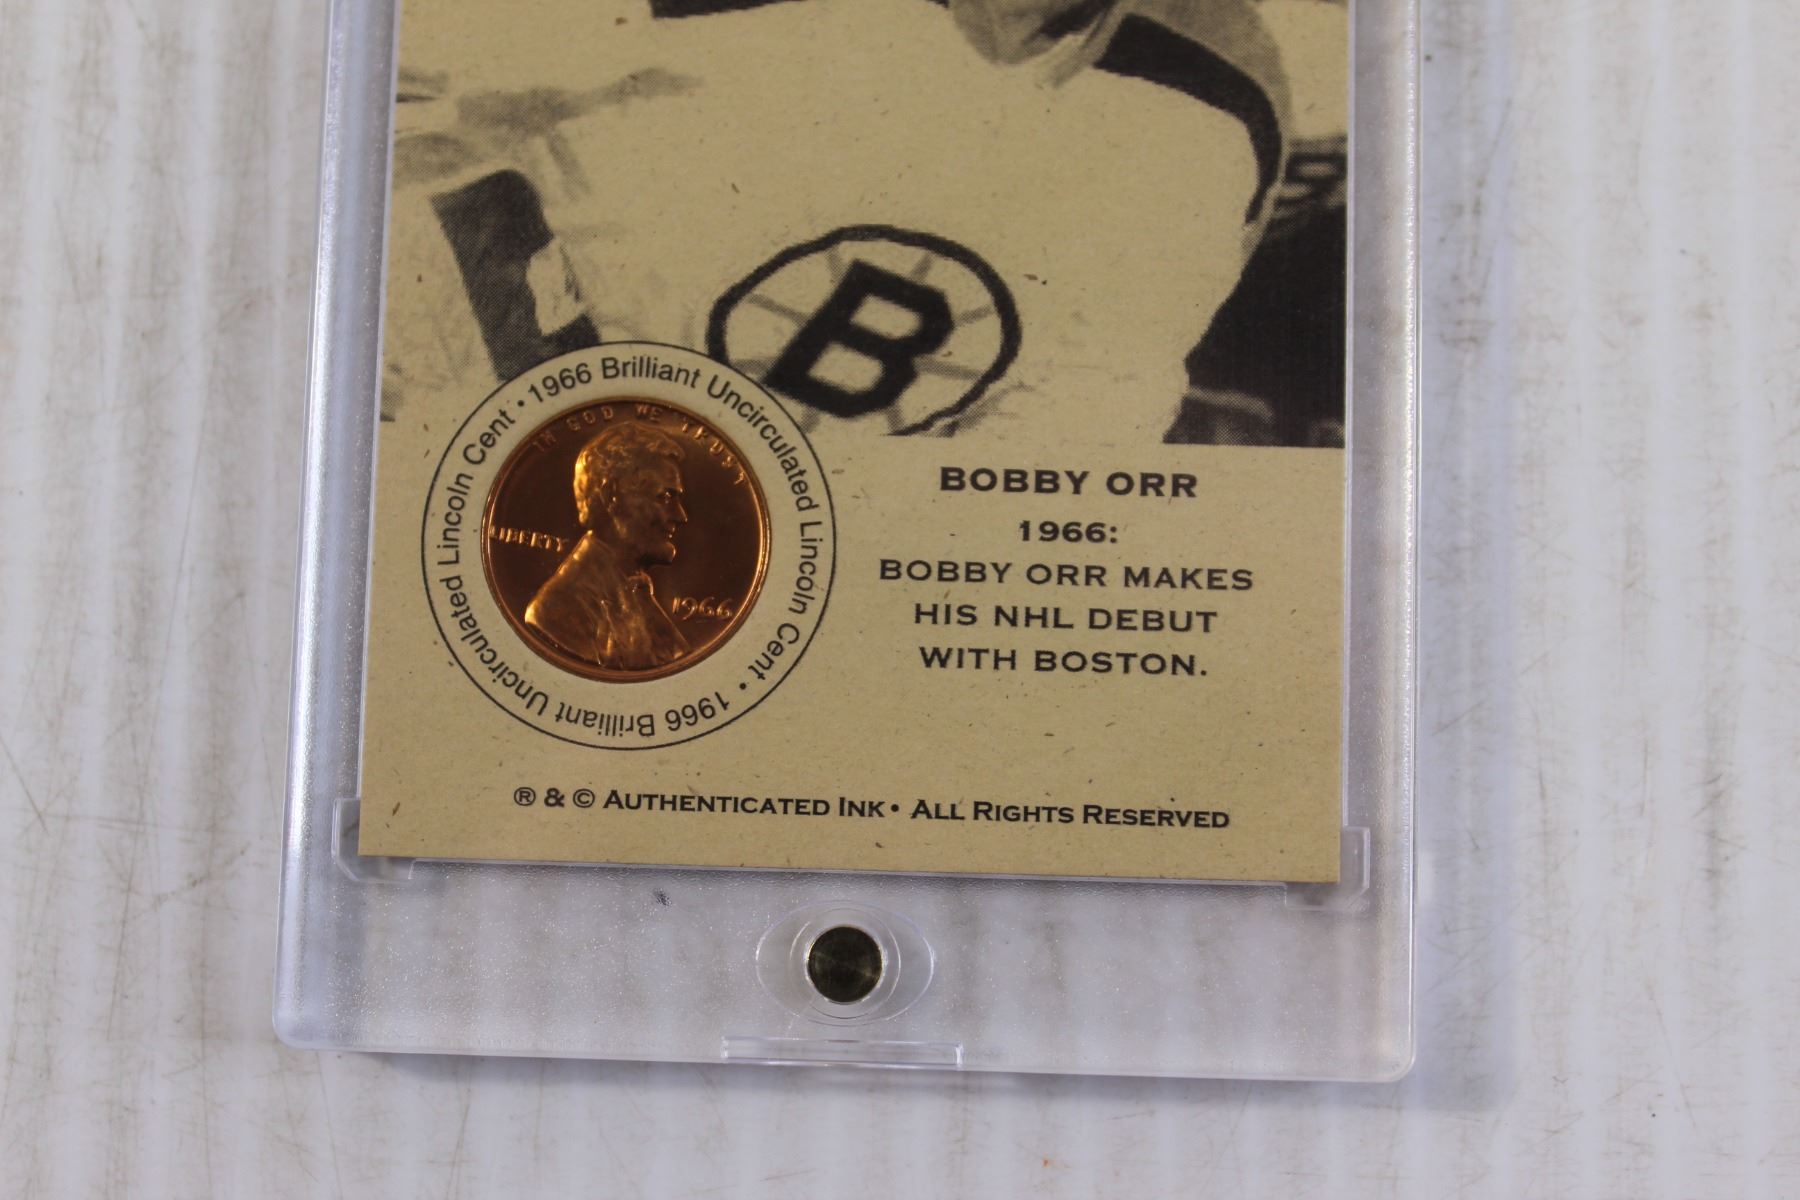 B
B
1966 Brilliant Uncirculated Lincoln Cent • 1966 Brilliant Uncirculated Lincoln Cent •
IN GOD WE TRUST
LIBERTY
1966
BOBBY ORR
1966:
BOBBY ORR MAKES
HIS NHL DEBUT
WITH BOSTON.
® & © AUTHENTICATED INK • ALL RIGHTS RESERVED